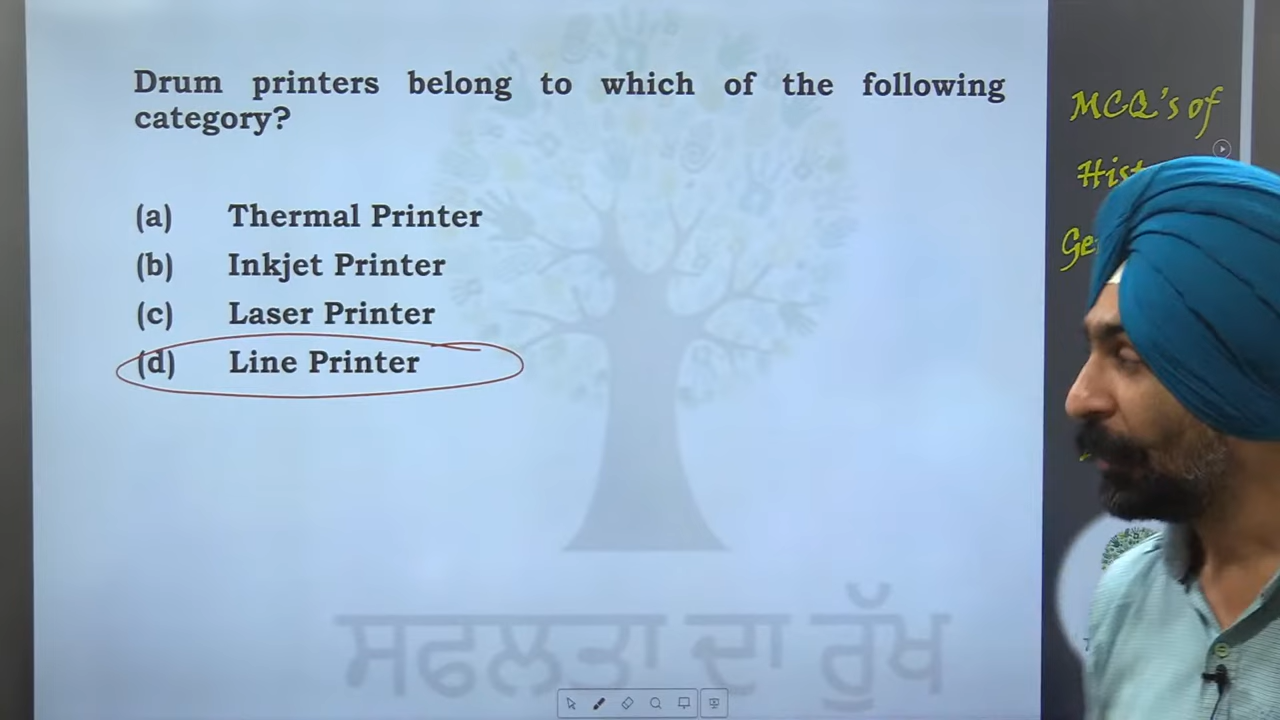 Drum printers belong to which of the following
category?
(a) Thermal Printer
(b) Inkjet Printer
(c) Laser Printer
(d) Line Printer
ਸਫਲਤਾ ਦਾ ਰੁੱਖ
MCQ's of